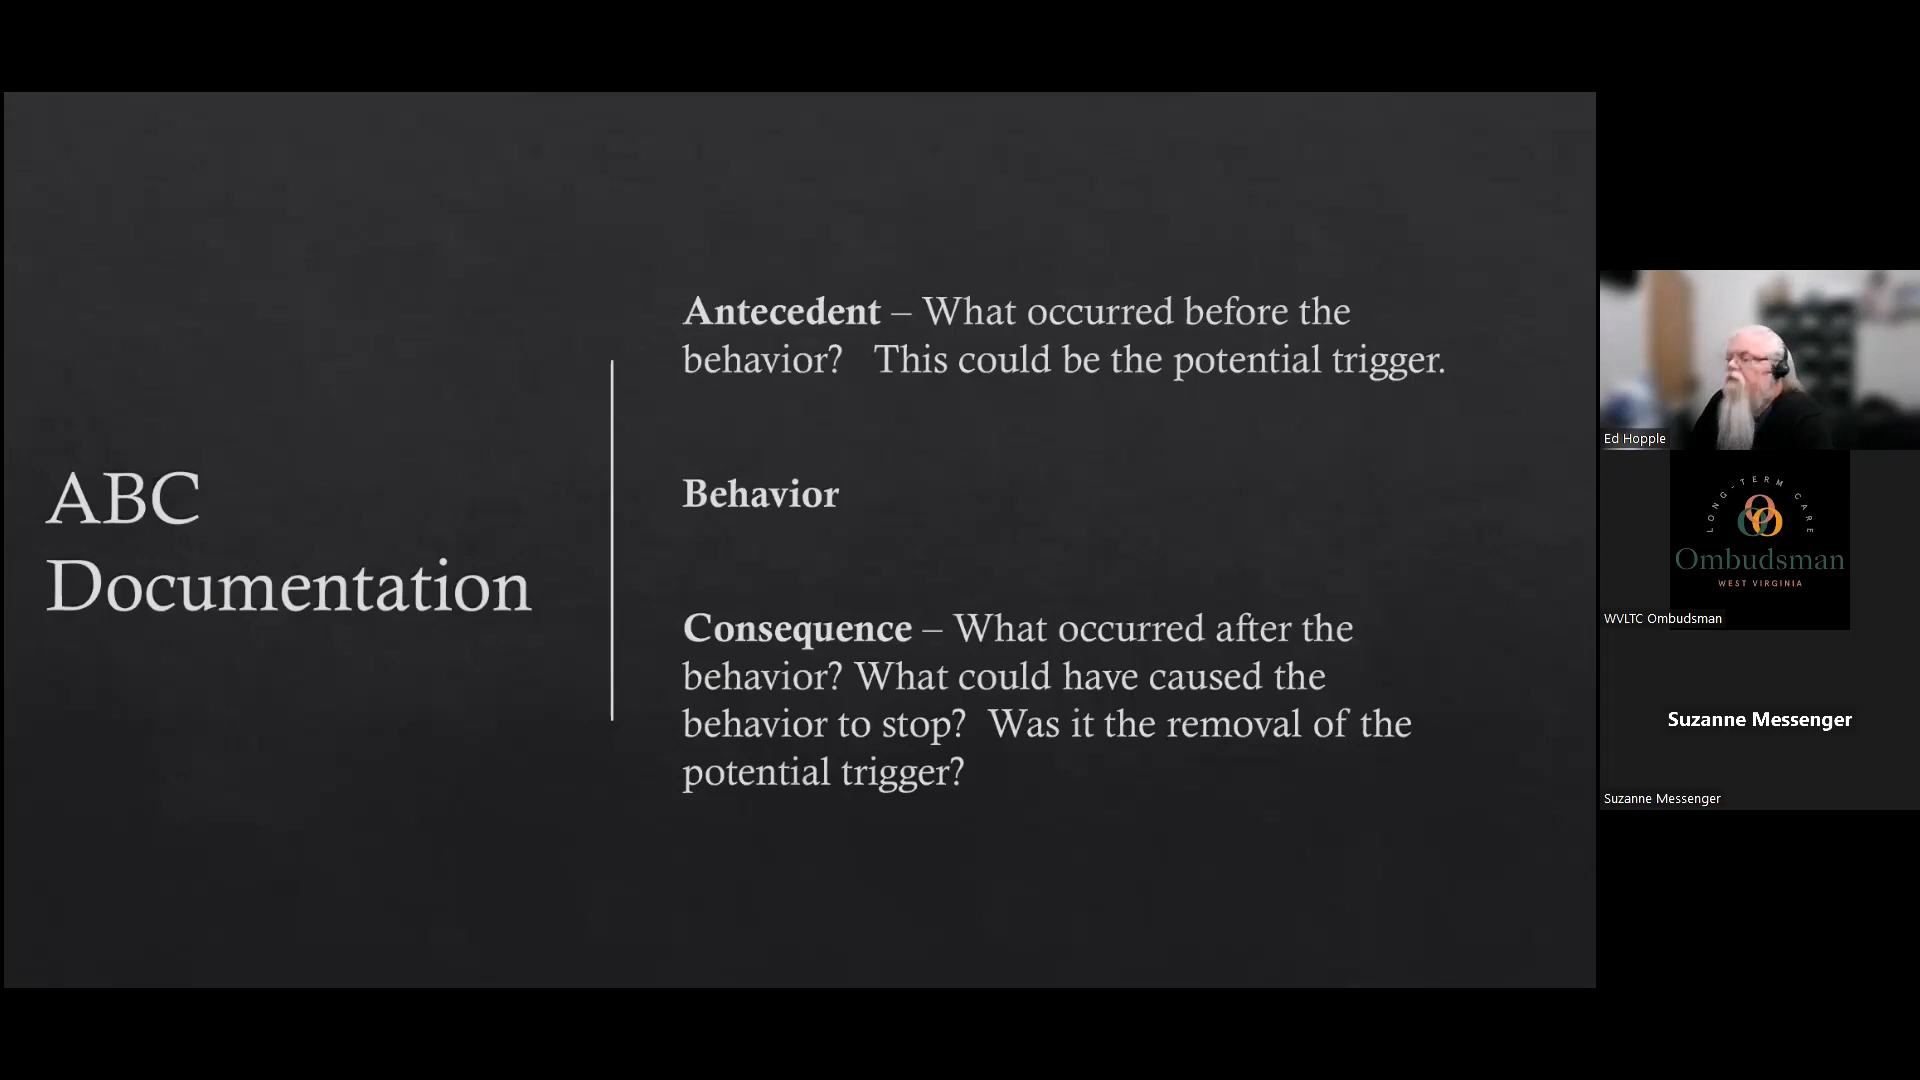 ABC
Documentation
Antecedent – What occurred before the
behavior? This could be the potential trigger.
Behavior
Consequence – What occurred after the
behavior? What could have caused the
behavior to stop? Was it the removal of the
potential trigger?
Ed Hopple
LONG-TERM CARE
Ombudsman
WEST VIRGINIA
WVLTC Ombudsman
Suzanne Messenger
Suzanne Messenger